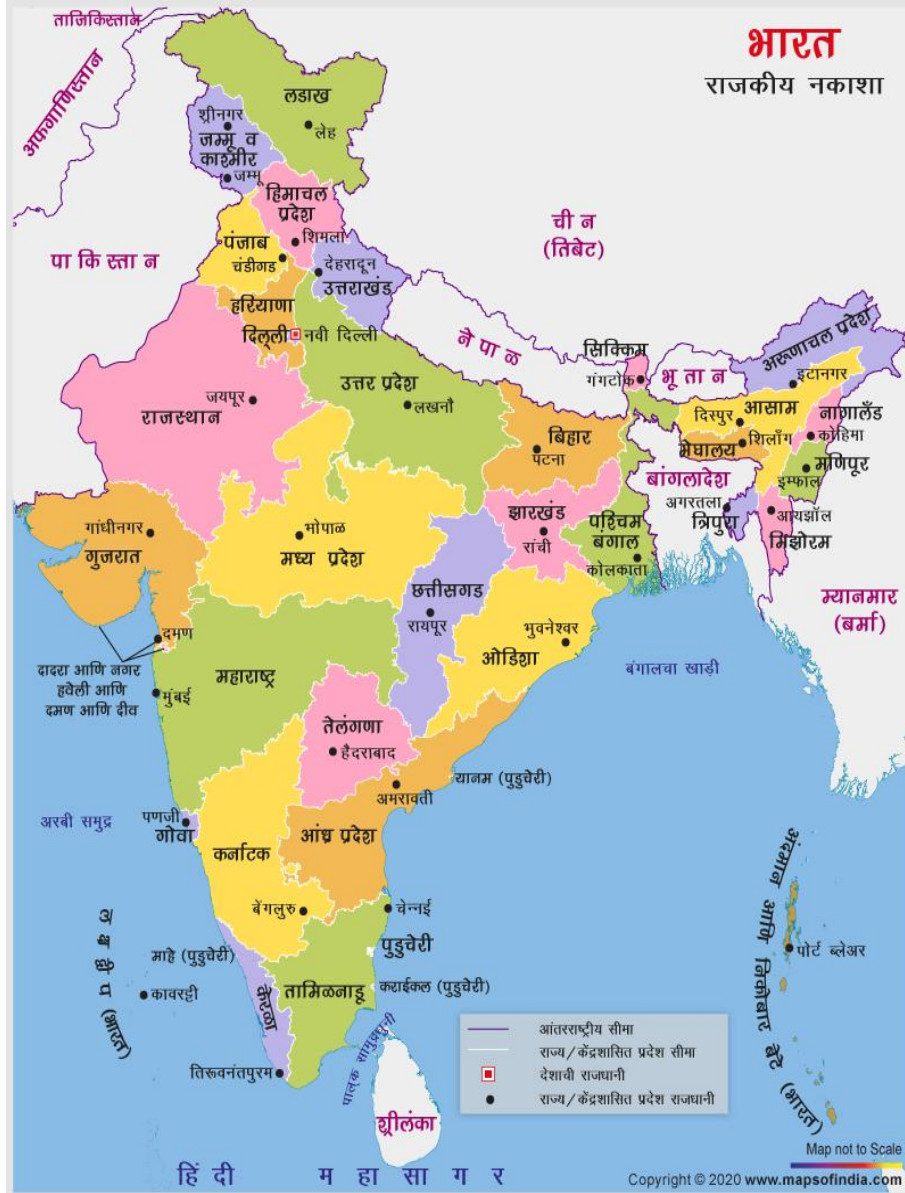 ताजिकिस्तान
भारत
राजकीय नकाशा
अफगाणिस्तान
लडाख
श्रीनगर
लेह
जम्मू व
काश्मीर
जम्मू
हिमाचल
प्रदेश
शिमला
ची न
(तिबेट)
पा कि स्ता न
पंजाब
चंडीगड
देहरादून
उत्तराखंड
हरियाणा
दिल्ली
नवी दिल्ली
ने पा ळ
सिक्किम
गंगटोक
भू ता न
अरूणाचल प्रदेश
इटानगर
उत्तर प्रदेश
लखनौ
जयपूर
राजस्थान
दिसपुर
आसाम
नागालँड
कोहिमा
बिहार
पटना
मेघालय
शिलाँग
मणिपूर
इम्फाल
बांगलादेश
गांधीनगर
गुजरात
भोपाळ
मध्य प्रदेश
झारखंड
रांची
पश्चिम
बंगाल
कोलकाता
अगरतला
त्रिपुरा
आयझॉल
मिझोरम
छत्तीसगड
रायपूर
म्यानमार
(बर्मा)
भुवनेश्वर
ओडिशा
दमण
दादरा आणि नगर
हवेली आणि
दमण आणि दीव
महाराष्ट्र
मुंबई
बंगालचा खाडी
तेलंगणा
हैदराबाद
यानम (पुडुचेरी)
अमरावती
अरबी समुद्र
पणजी
गोवा
कर्नाटक
आंध्र प्रदेश
बेंगलुरु
चेन्नई
पुडुचेरी
माहे (पुडुचेरी)
केरळा
तामिळनाडू
कराईकल (पुडुचेरी)
कावरट्टी
तिरूवनंतपुरम
श्रीलंका
अंदमान आणि निकोबार बेटे (भारत)
पोर्ट ब्लेअर
आंतरराष्ट्रीय सीमा
राज्य/केंद्रशासित प्रदेश सीमा
देशाची राजधानी
राज्य/केंद्रशासित प्रदेश राजधानी
हिं दी म हा सा ग र
Map not to Scale
Copyright © 2020 www.mapsofindia.com